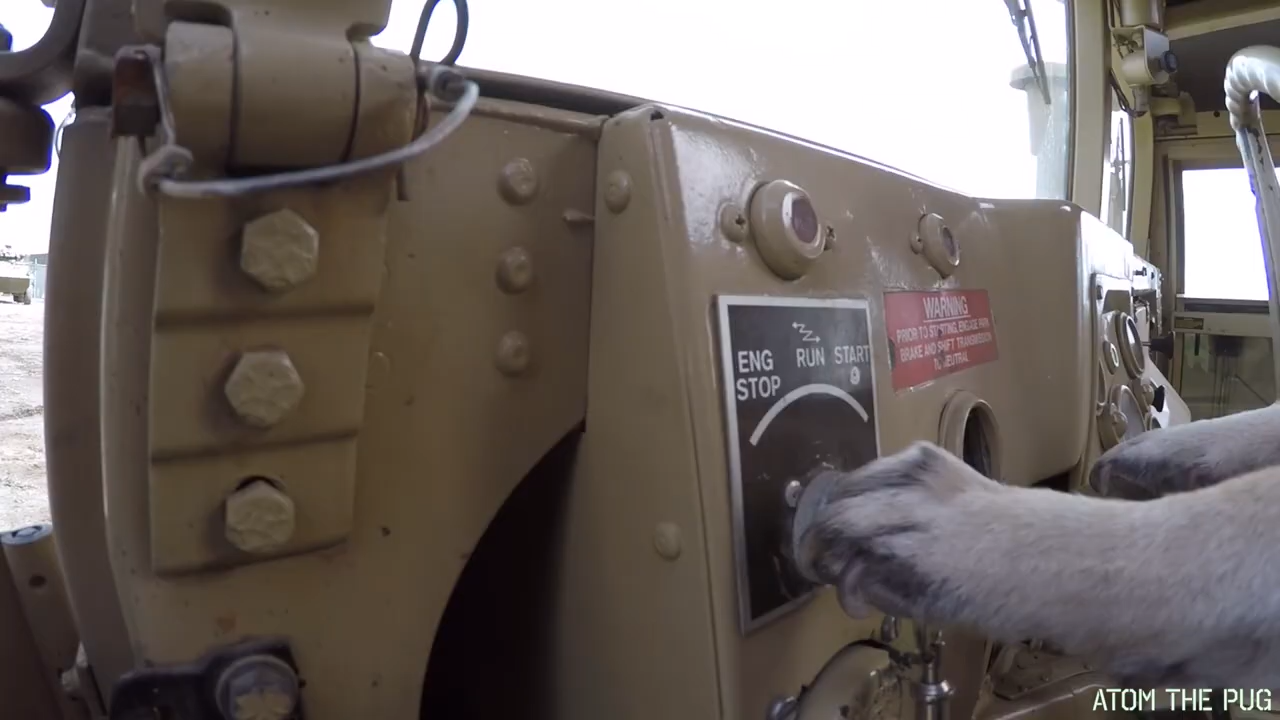 ENG
STOP
RUN
START
WARNING
PRIOR TO STARTING, ENGAGE PARK
BRAKE AND SHIFT TRANSMISSION
TO NEUTRAL
ATOM THE PUG